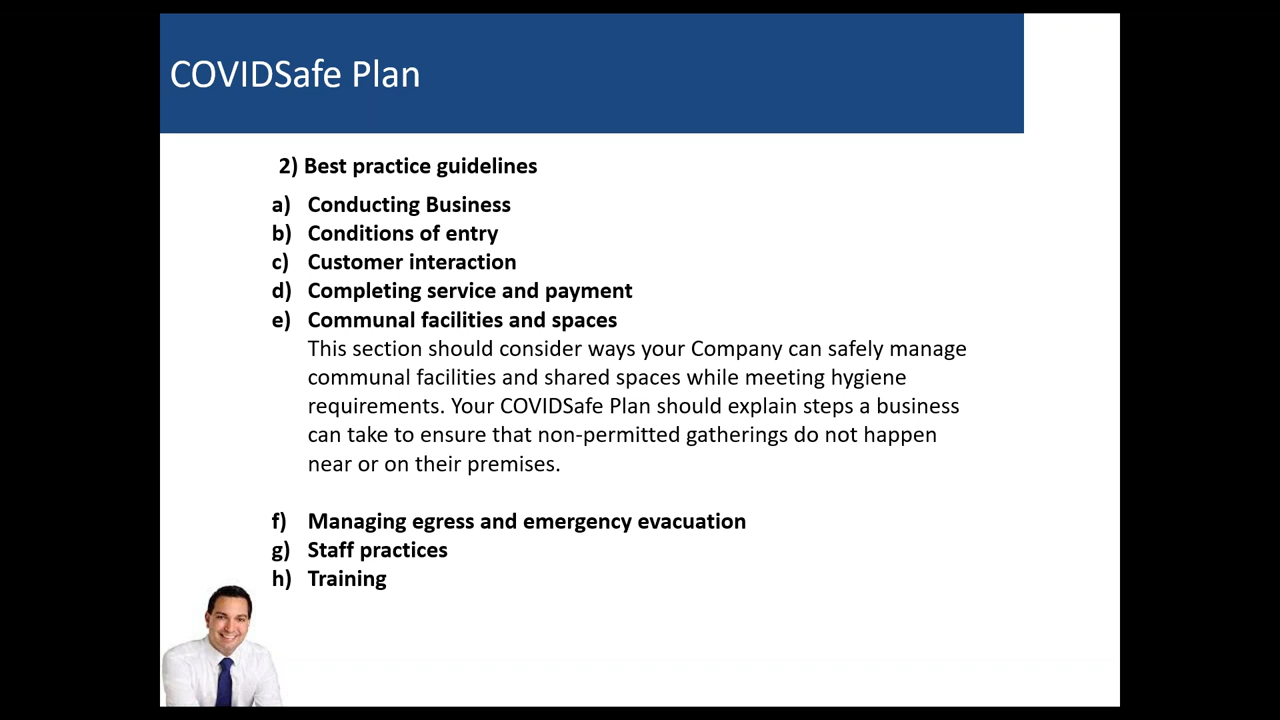 COVIDSafe Plan
2) Best practice guidelines
a) Conducting Business
b) Conditions of entry
c) Customer interaction
d) Completing service and payment
e) Communal facilities and spaces
This section should consider ways your Company can safely manage
communal facilities and shared spaces while meeting hygiene
requirements. Your COVIDSafe Plan should explain steps a business
can take to ensure that non-permitted gatherings do not happen
near or on their premises.
f) Managing egress and emergency evacuation
g) Staff practices
h) Training